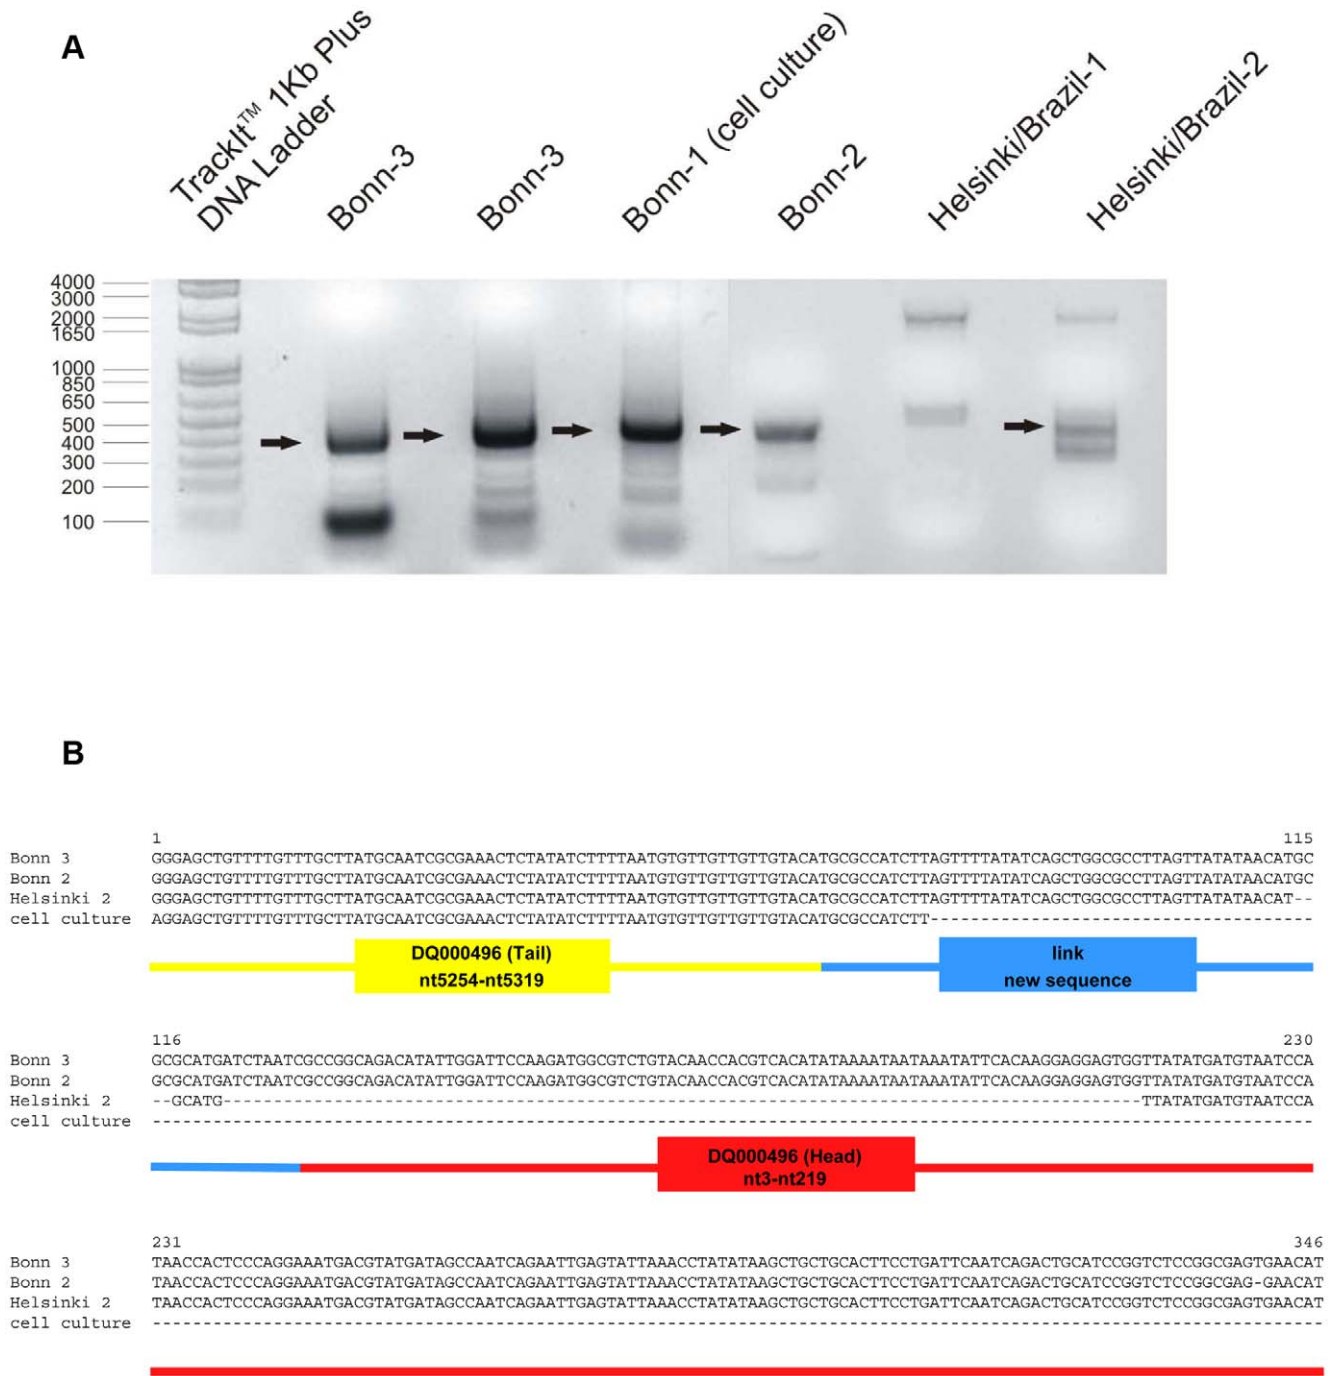 A
TrackIt™ 1Kb Plus
DNA Ladder
Bonn-3
Bonn-3
Bonn-1 (cell culture)
Bonn-2
Helsinki/Brazil-1
Helsinki/Brazil-2
4000
3000
2000
1650
1000
850
650
500
400
300
200
100
B
1 115
Bonn 3 GGGAGCTGTTTTGTTTGCTTATGCAATCGCGAAACTCTATATCTTTTAATGTGTTGTTGTTGTACATGCGCCATCTTAGTTTTATATCAGCTGGCGCCTTAGTTATATAACATGC
Bonn 2 GGGAGCTGTTTTGTTTGCTTATGCAATCGCGAAACTCTATATCTTTTAATGTGTTGTTGTTGTACATGCGCCATCTTAGTTTTATATCAGCTGGCGCCTTAGTTATATAACATGC
Helsinki 2 GGGAGCTGTTTTGTTTGCTTATGCAATCGCGAAACTCTATATCTTTTAATGTGTTGTTGTTGTACATGCGCCATCTTAGTTTTATATCAGCTGGCGCCTTAGTTATATAACAT--
cell culture AGGAGCTGTTTTGTTTGCTTATGCAATCGCGAAACTCTATATCTTTTAATGTGTTGTTGTTGTACATGCGCCATCTT--------------------------------------
DQ000496 (Tail)
nt5254-nt5319
link
new sequence
116 230
Bonn 3 GCGCATGATCTAATCGCCGGCAGACATATTGGATTCCAAGATGGCGTCTGTACAACCACGTCACATATAAAATAATAAATATTCACAAGGAGGAGTGGTTATATGATGTAATCCA
Bonn 2 GCGCATGATCTAATCGCCGGCAGACATATTGGATTCCAAGATGGCGTCTGTACAACCACGTCACATATAAAATAATAAATATTCACAAGGAGGAGTGGTTATATGATGTAATCCA
Helsinki 2 --GCATG-------------------------------------------------------------------------------------------TTATATGATGTAATCCA
cell culture -------------------------------------------------------------------------------------------------------------------
DQ000496 (Head)
nt3-nt219
231 346
Bonn 3 TAACCACTCCCAGGAAATGACGTATGATAGCCAATCAGAATTGAGTATTAAACCTATATAAGCTGCTGCACTTCCTGATTCAATCAGACTGCATCCGGTCTCCGGCGAGTGAACAT
Bonn 2 TAACCACTCCCAGGAAATGACGTATGATAGCCAATCAGAATTGAGTATTAAACCTATATAAGCTGCTGCACTTCCTGATTCAATCAGACTGCATCCGGTCTCCGGCGAG-GAACAT
Helsinki 2 TAACCACTCCCAGGAAATGACGTATGATAGCCAATCAGAATTGAGTATTAAACCTATATAAGCTGCTGCACTTCCTGATTCAATCAGACTGCATCCGGTCTCCGGCGAGTGAACAT
cell culture --------------------------------------------------------------------------------------------------------------------